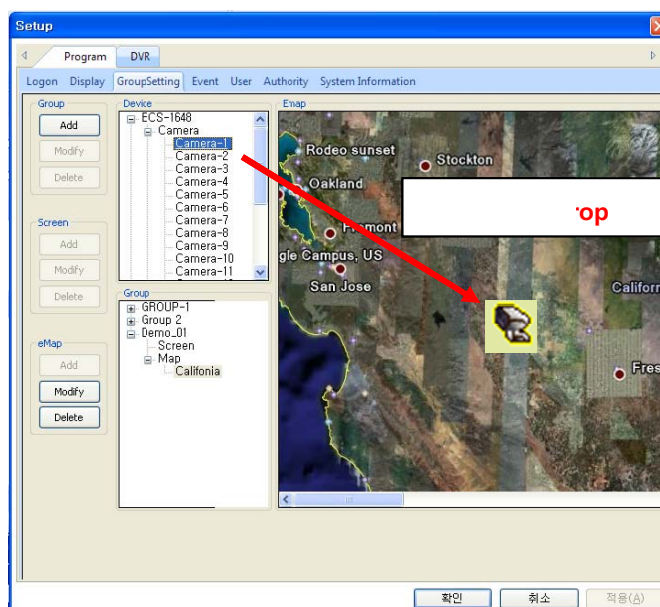 Setup
Program DVR
Logon Display GroupSetting Event User Authority System Information
Group
Add
Modify
Delete
Screen
Add
Modify
Delete
eMap
Add
Modify
Delete
Device
ECS-1648
Camera
Camera-1
Camera-2
Camera-3
Camera-4
Camera-5
Camera-6
Camera-7
Camera-8
Camera-9
Camera-10
Camera-11
Group
GROUP-1
Group 2
Demo_01
Screen
Map
Califonia
Emap
Rodeo sunset
Stockton
Oakland
op
Fremont
gle Campus, US
San Jose
Californ
Fres
확인 취소 적용(A)